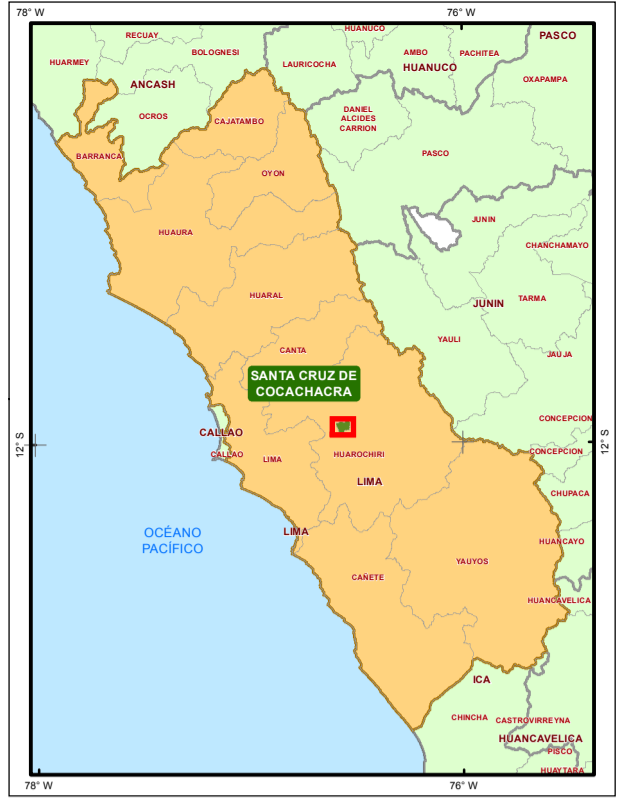 78° W
76° W
HUANUCO
RECUAY
PASCO
BOLOGNESI
AMBO
PACHITEA
HUARMEY
LAURICOCHA
HUANUCO
OXAPAMPA
ANCASH
OCROS
DANIEL
ALCIDES
CARRION
CAJATAMBO
BARRANCA
PASCO
OYON
JUNIN
HUAURA
CHANCHAMAYO
HUARAL
JUNIN
TARMA
YAULI
CANTA
JAUJA
SANTA CRUZ DE
COCACHACRA
CONCEPCION
CALLAO
12° S
12° S
CALLAO
LIMA
HUAROCHIRI
CONCEPCION
LIMA
CHUPACA
OCÉANO
PACÍFICO
LIMA
HUANCAYO
YAUYOS
CAÑETE
HUANCAVELICA
ICA
CHINCHA
CASTROVIRREYNA
HUANCAVELICA
PISCO
HUAYTARA
78° W
76° W